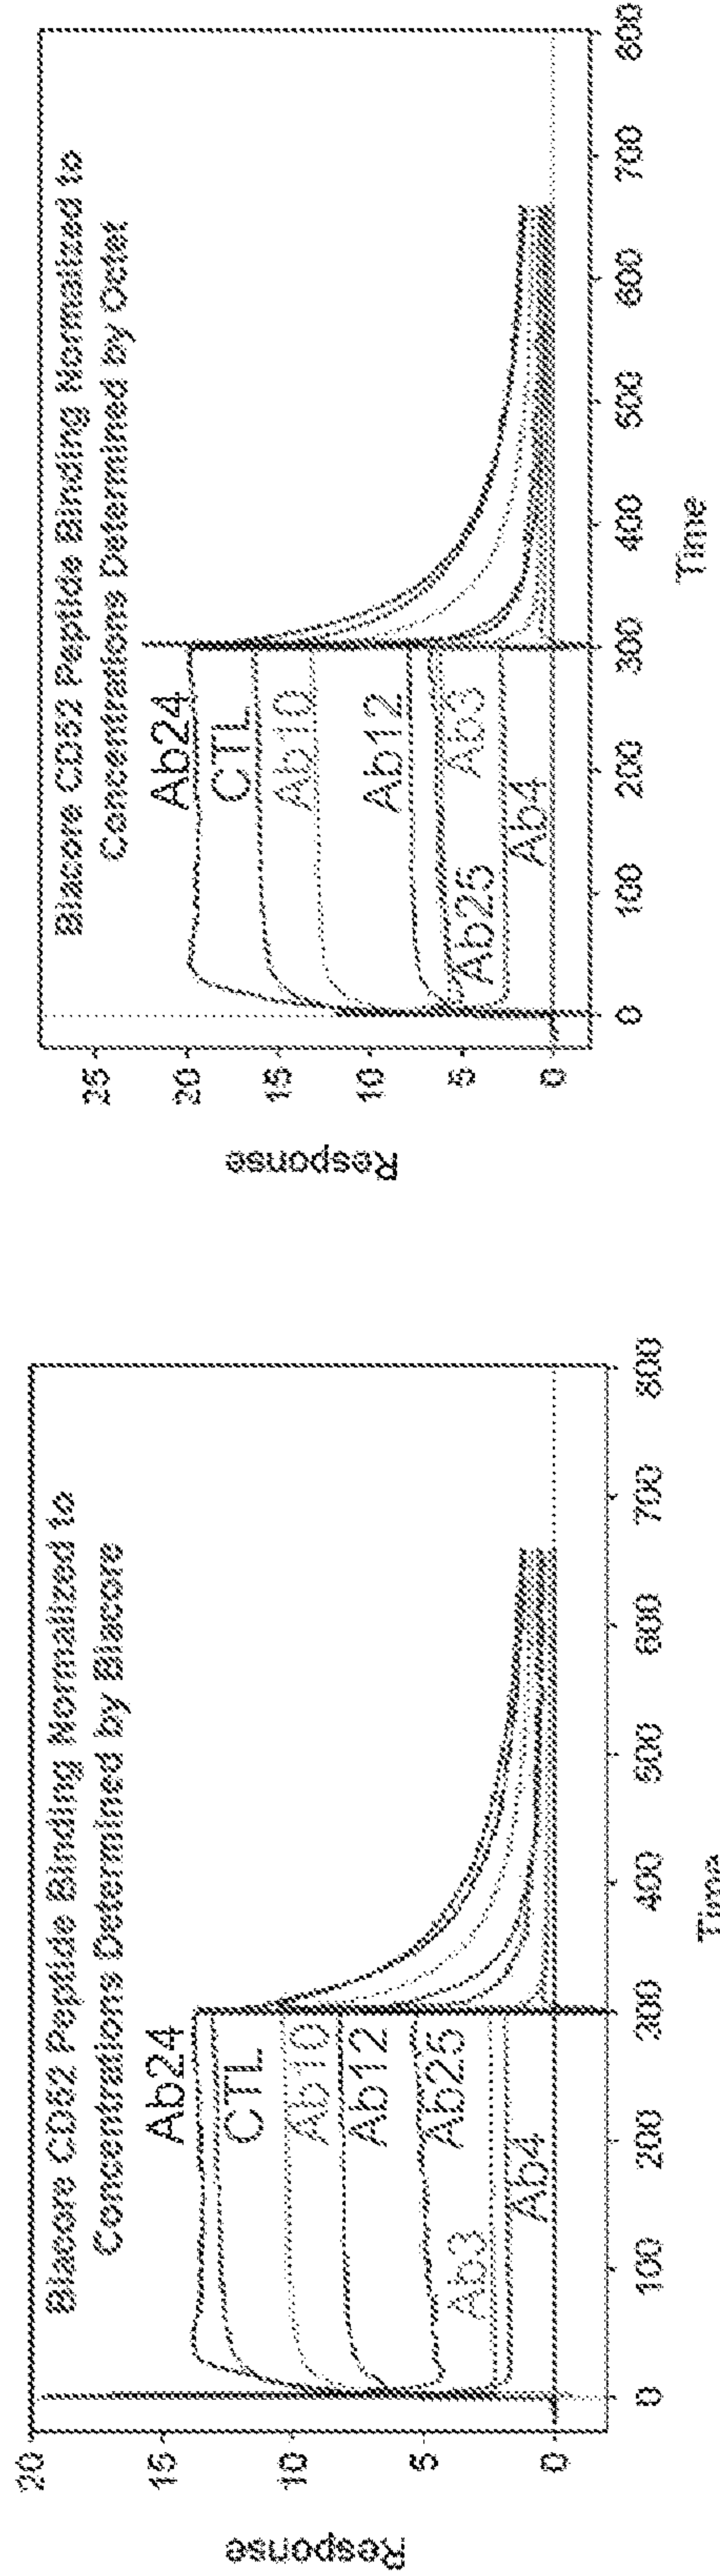 Biacore CD52 Peptide Binding Normalized to
Concentrations Determined by Biacore
Response
20
15
10
5
0
Ab24
CTL
Ab10
Ab12
Ab25
Ab3
Ab4
0
100
200
300
400
500
600
700
800
Time
Biacore CD52 Peptide Binding Normalized to
Concentrations Determined by Octet
Response
25
20
15
10
5
0
Ab24
CTL
Ab10
Ab12
Ab3
Ab25
Ab4
0
100
200
300
400
500
600
700
800
Time